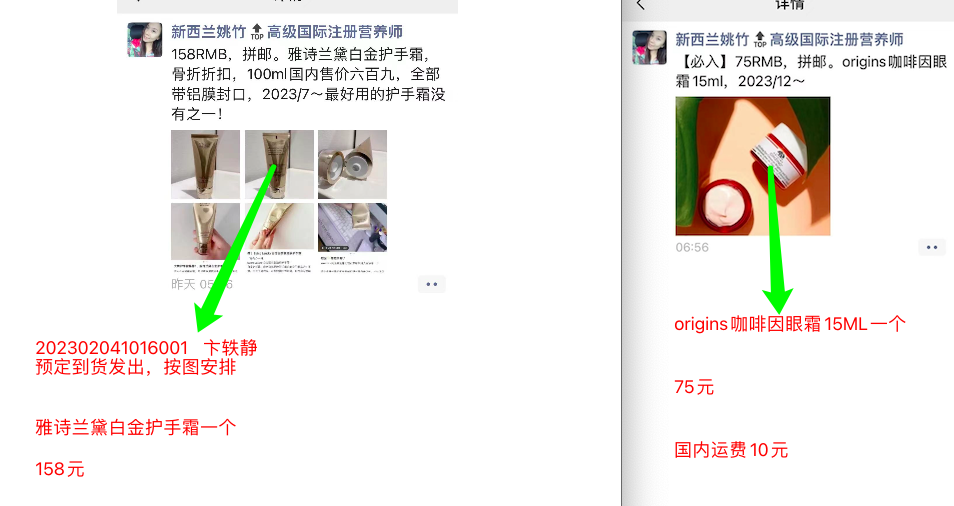 新西兰姚竹 TOP 高级国际注册营养师
158RMB，拼邮。雅诗兰黛白金护手霜，
骨折折扣，100ml国内售价六百九，全部
带铝膜封口，2023/7～最好用的护手霜没
有之一！
昨天 05
202302041016001 卞轶静
预定到货发出，按图安排
雅诗兰黛白金护手霜一个
158元
详情
新西兰姚竹 TOP 高级国际注册营养师
【必入】75RMB，拼邮。origins咖啡因眼
霜15ml，2023/12～
06:56
origins咖啡因眼霜15ML一个
75元
国内运费10元